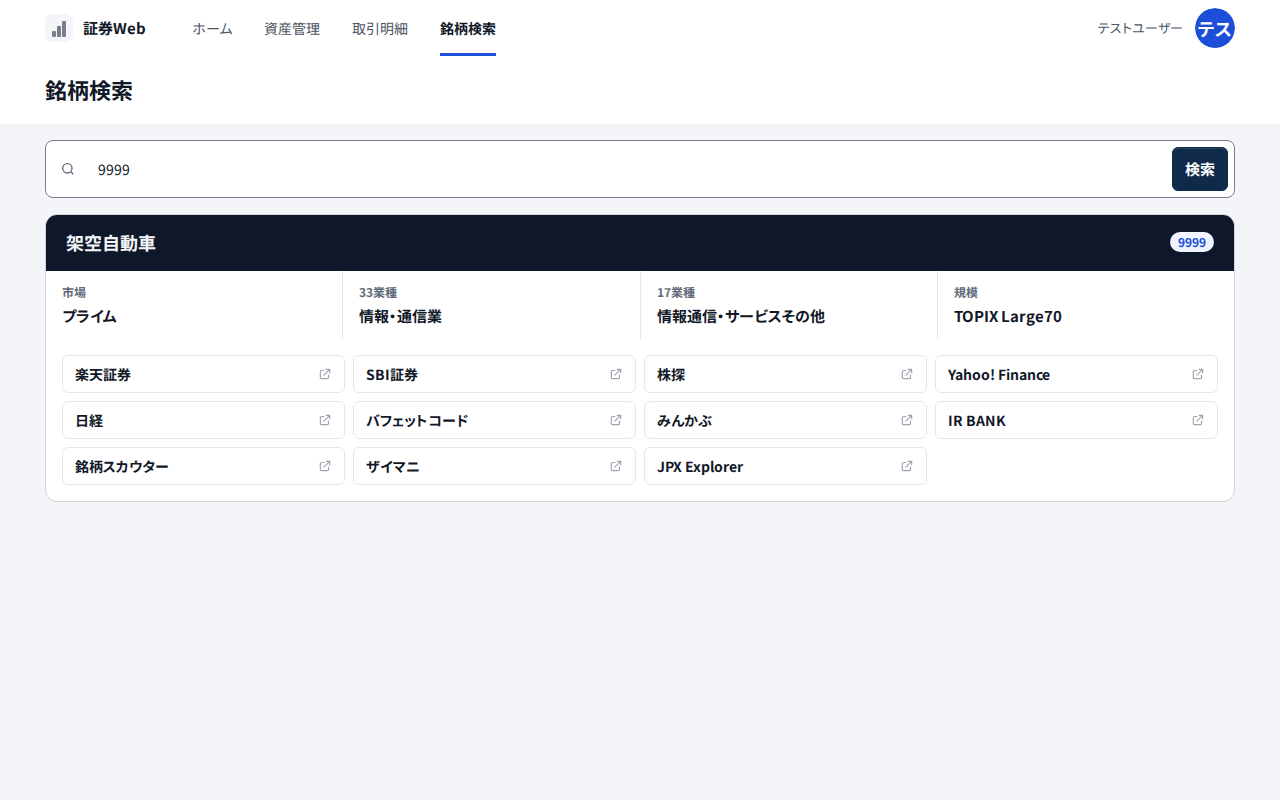 証券Web ホーム 資産管理 取引明細 銘柄検索 テストユーザー テス
銘柄検索
9999 検索
架空自動車 9999
市場 33業種 17業種 規模
プライム 情報・通信業 情報通信・サービスその他 TOPIX Large70
楽天証券 SBI証券 株探 Yahoo! Finance
日経 バフェットコード みんかぶ IR BANK
銘柄スカウター ザイマニ JPX Explorer